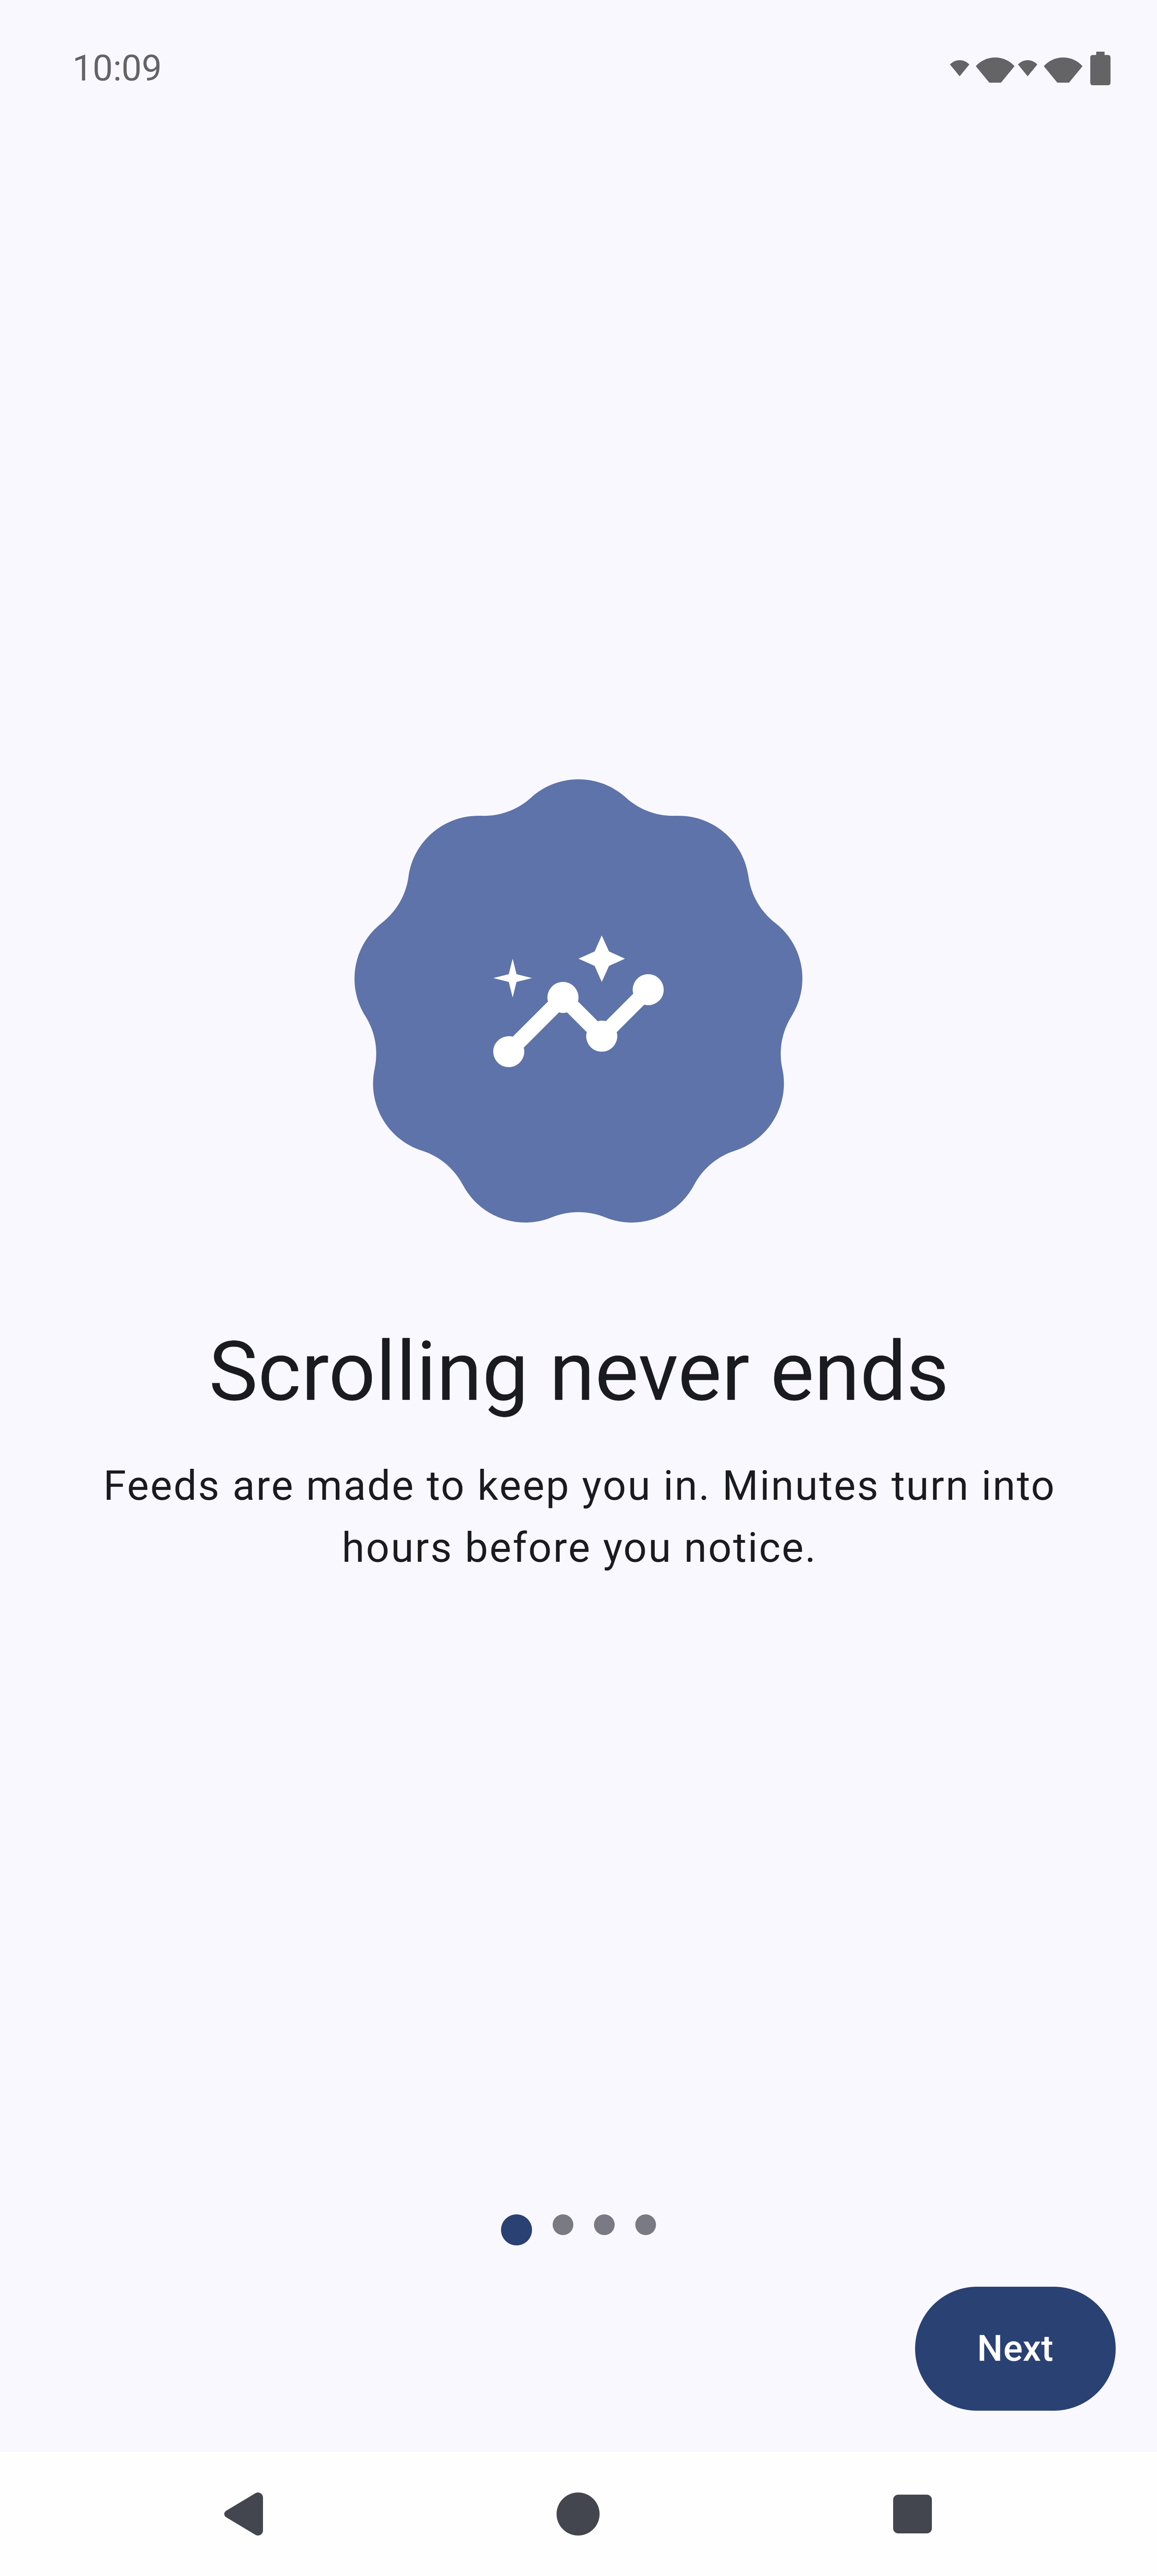 10:09
Scrolling never ends
Feeds are made to keep you in. Minutes turn into
hours before you notice.
Next